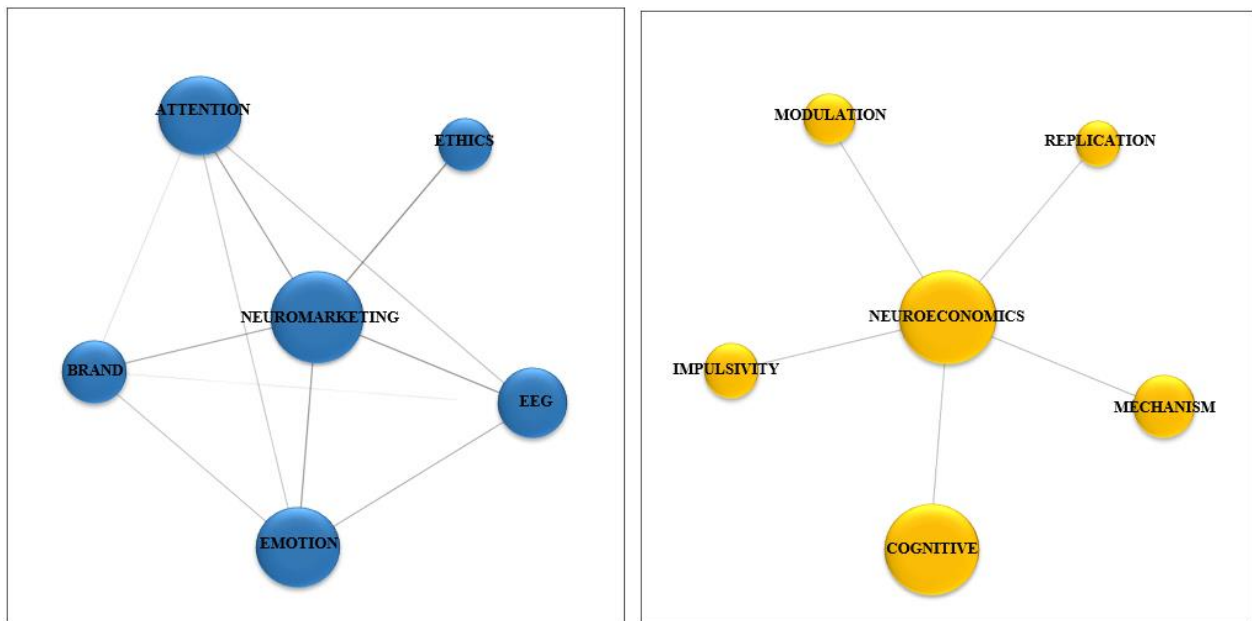 ATTENTION
ETHICS
NEUROMARKETING
BRAND
EEG
EMOTION
MODULATION
REPLICATION
NEUROECONOMICS
IMPULSIVITY
MECHANISM
COGNITIVE